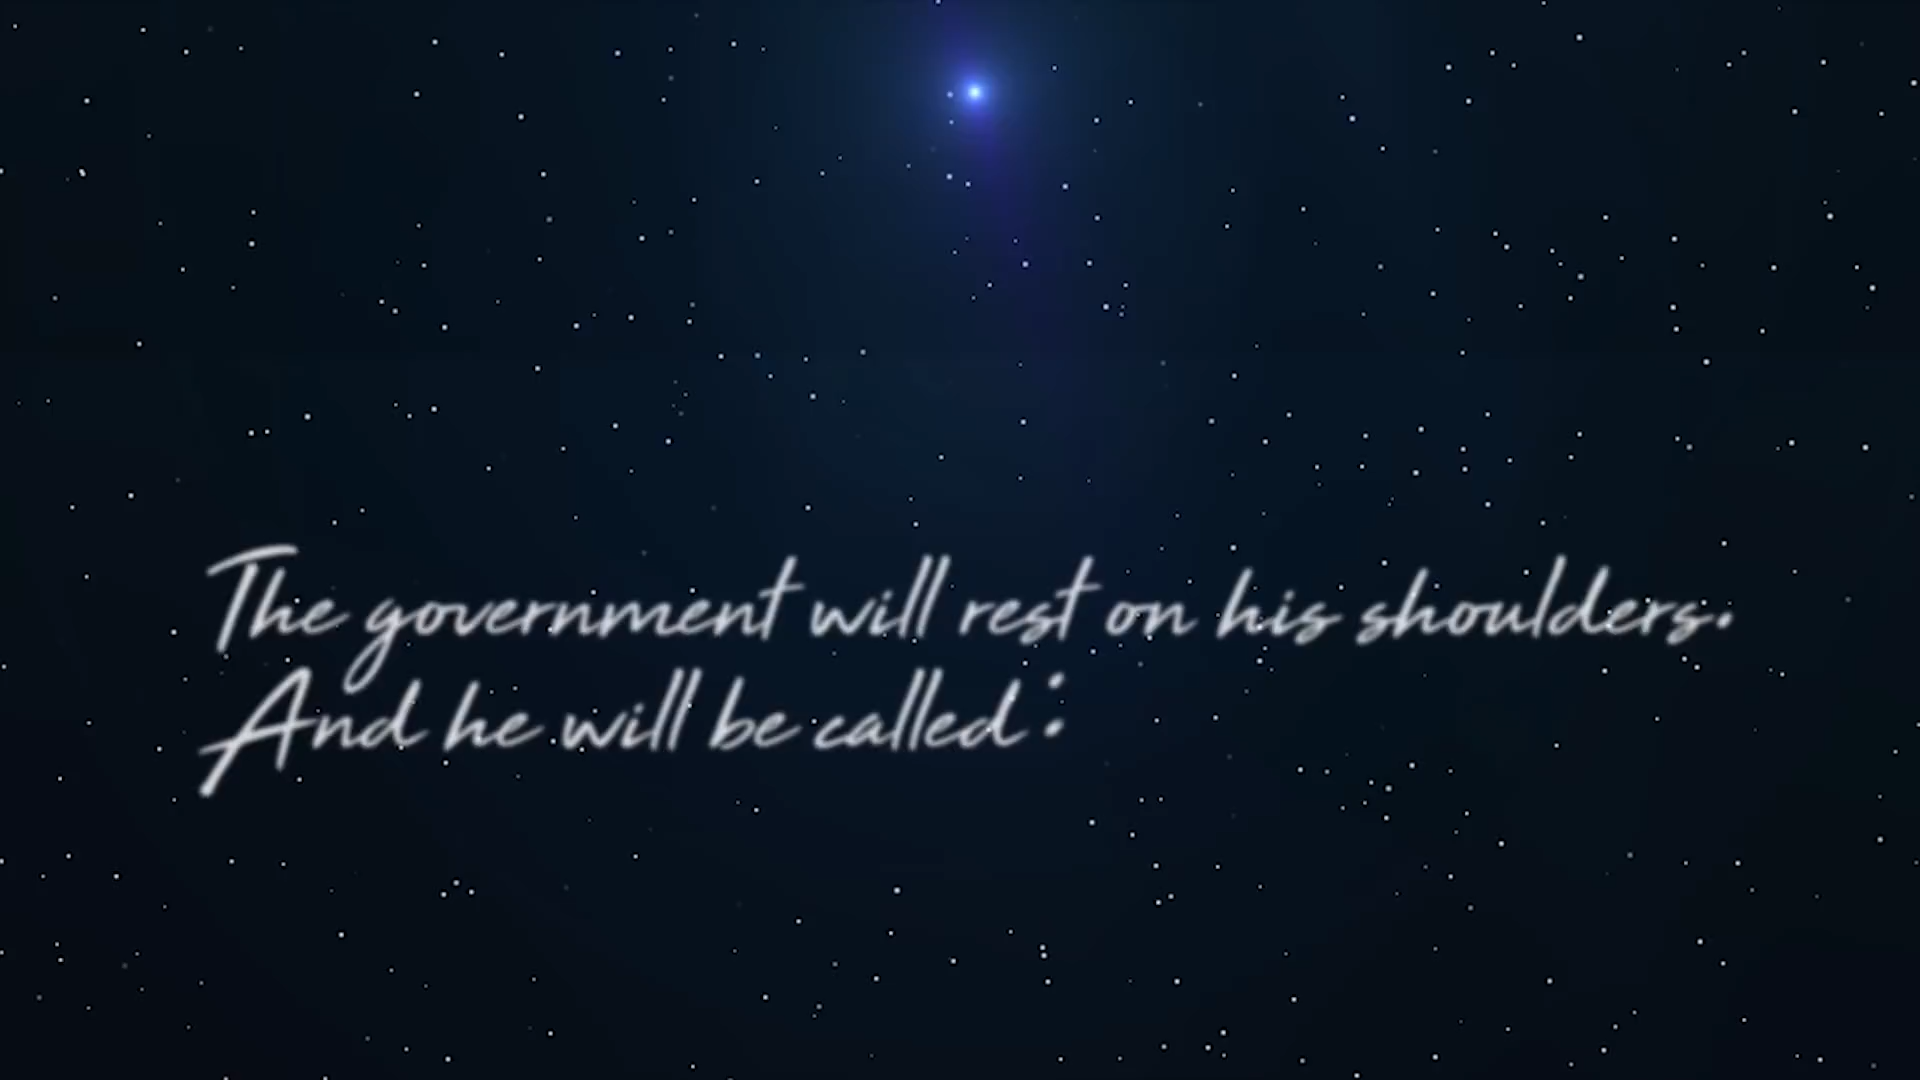 The government will rest on his shoulders.
And he will be called: